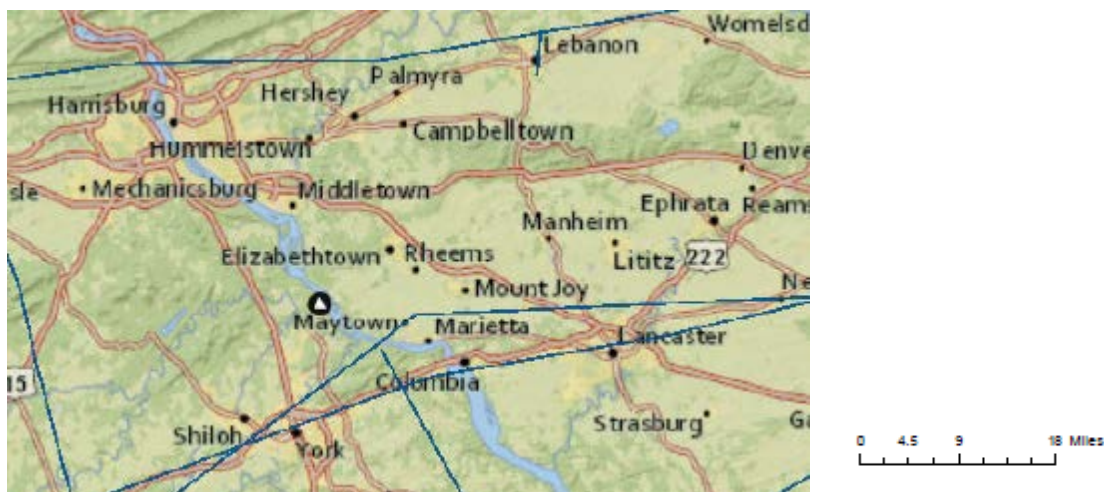 Womelsd
Lebanon
Palmyra
Hershey
Harrisburg
Campbelltown
Hummelstown
Denve
sle
Mechanicsburg
Middletown
Ephrata
Reams
Manheim
Elizabethtown
Rheems
Lititz
222
Mount Joy
Ne
Maytown
Marietta
Lancaster
15
Columbia
Strasburg
Ga
Shiloh
York
0 4.5 9 18 Miles